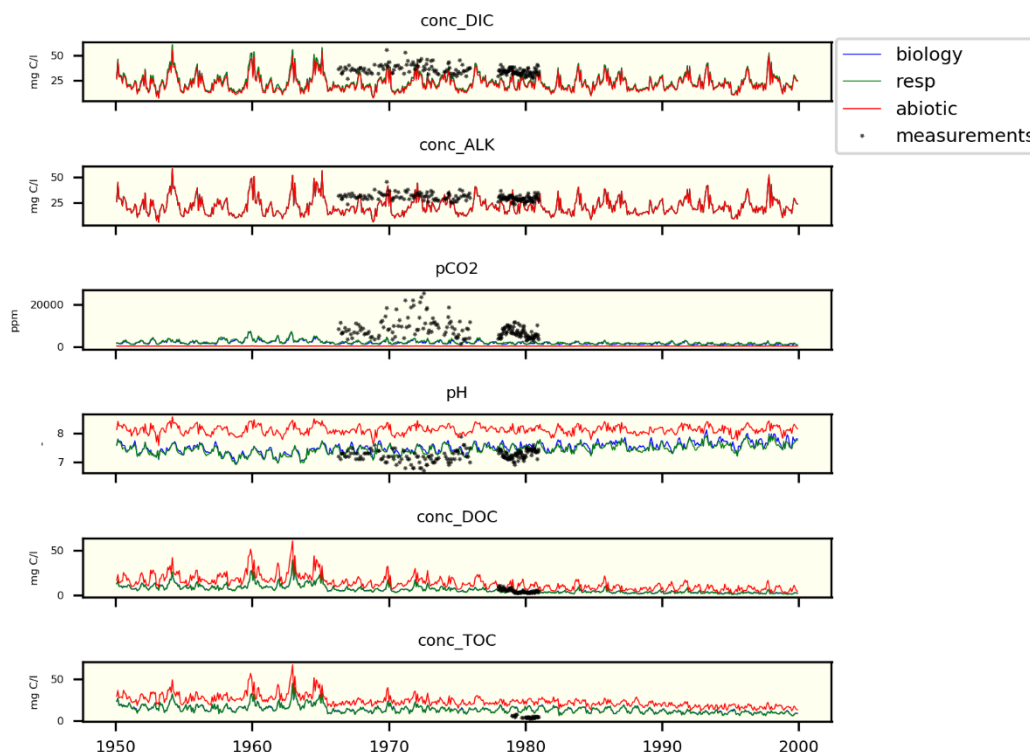 conc_DIC
mg C/l
50
25
biology
resp
abiotic
measurements
conc_ALK
mg C/l
50
25
pCO2
ppm
20000
0
pH
-
8
7
conc_DOC
mg C/l
50
0
conc_TOC
mg C/l
50
0
1950 1960 1970 1980 1990 2000